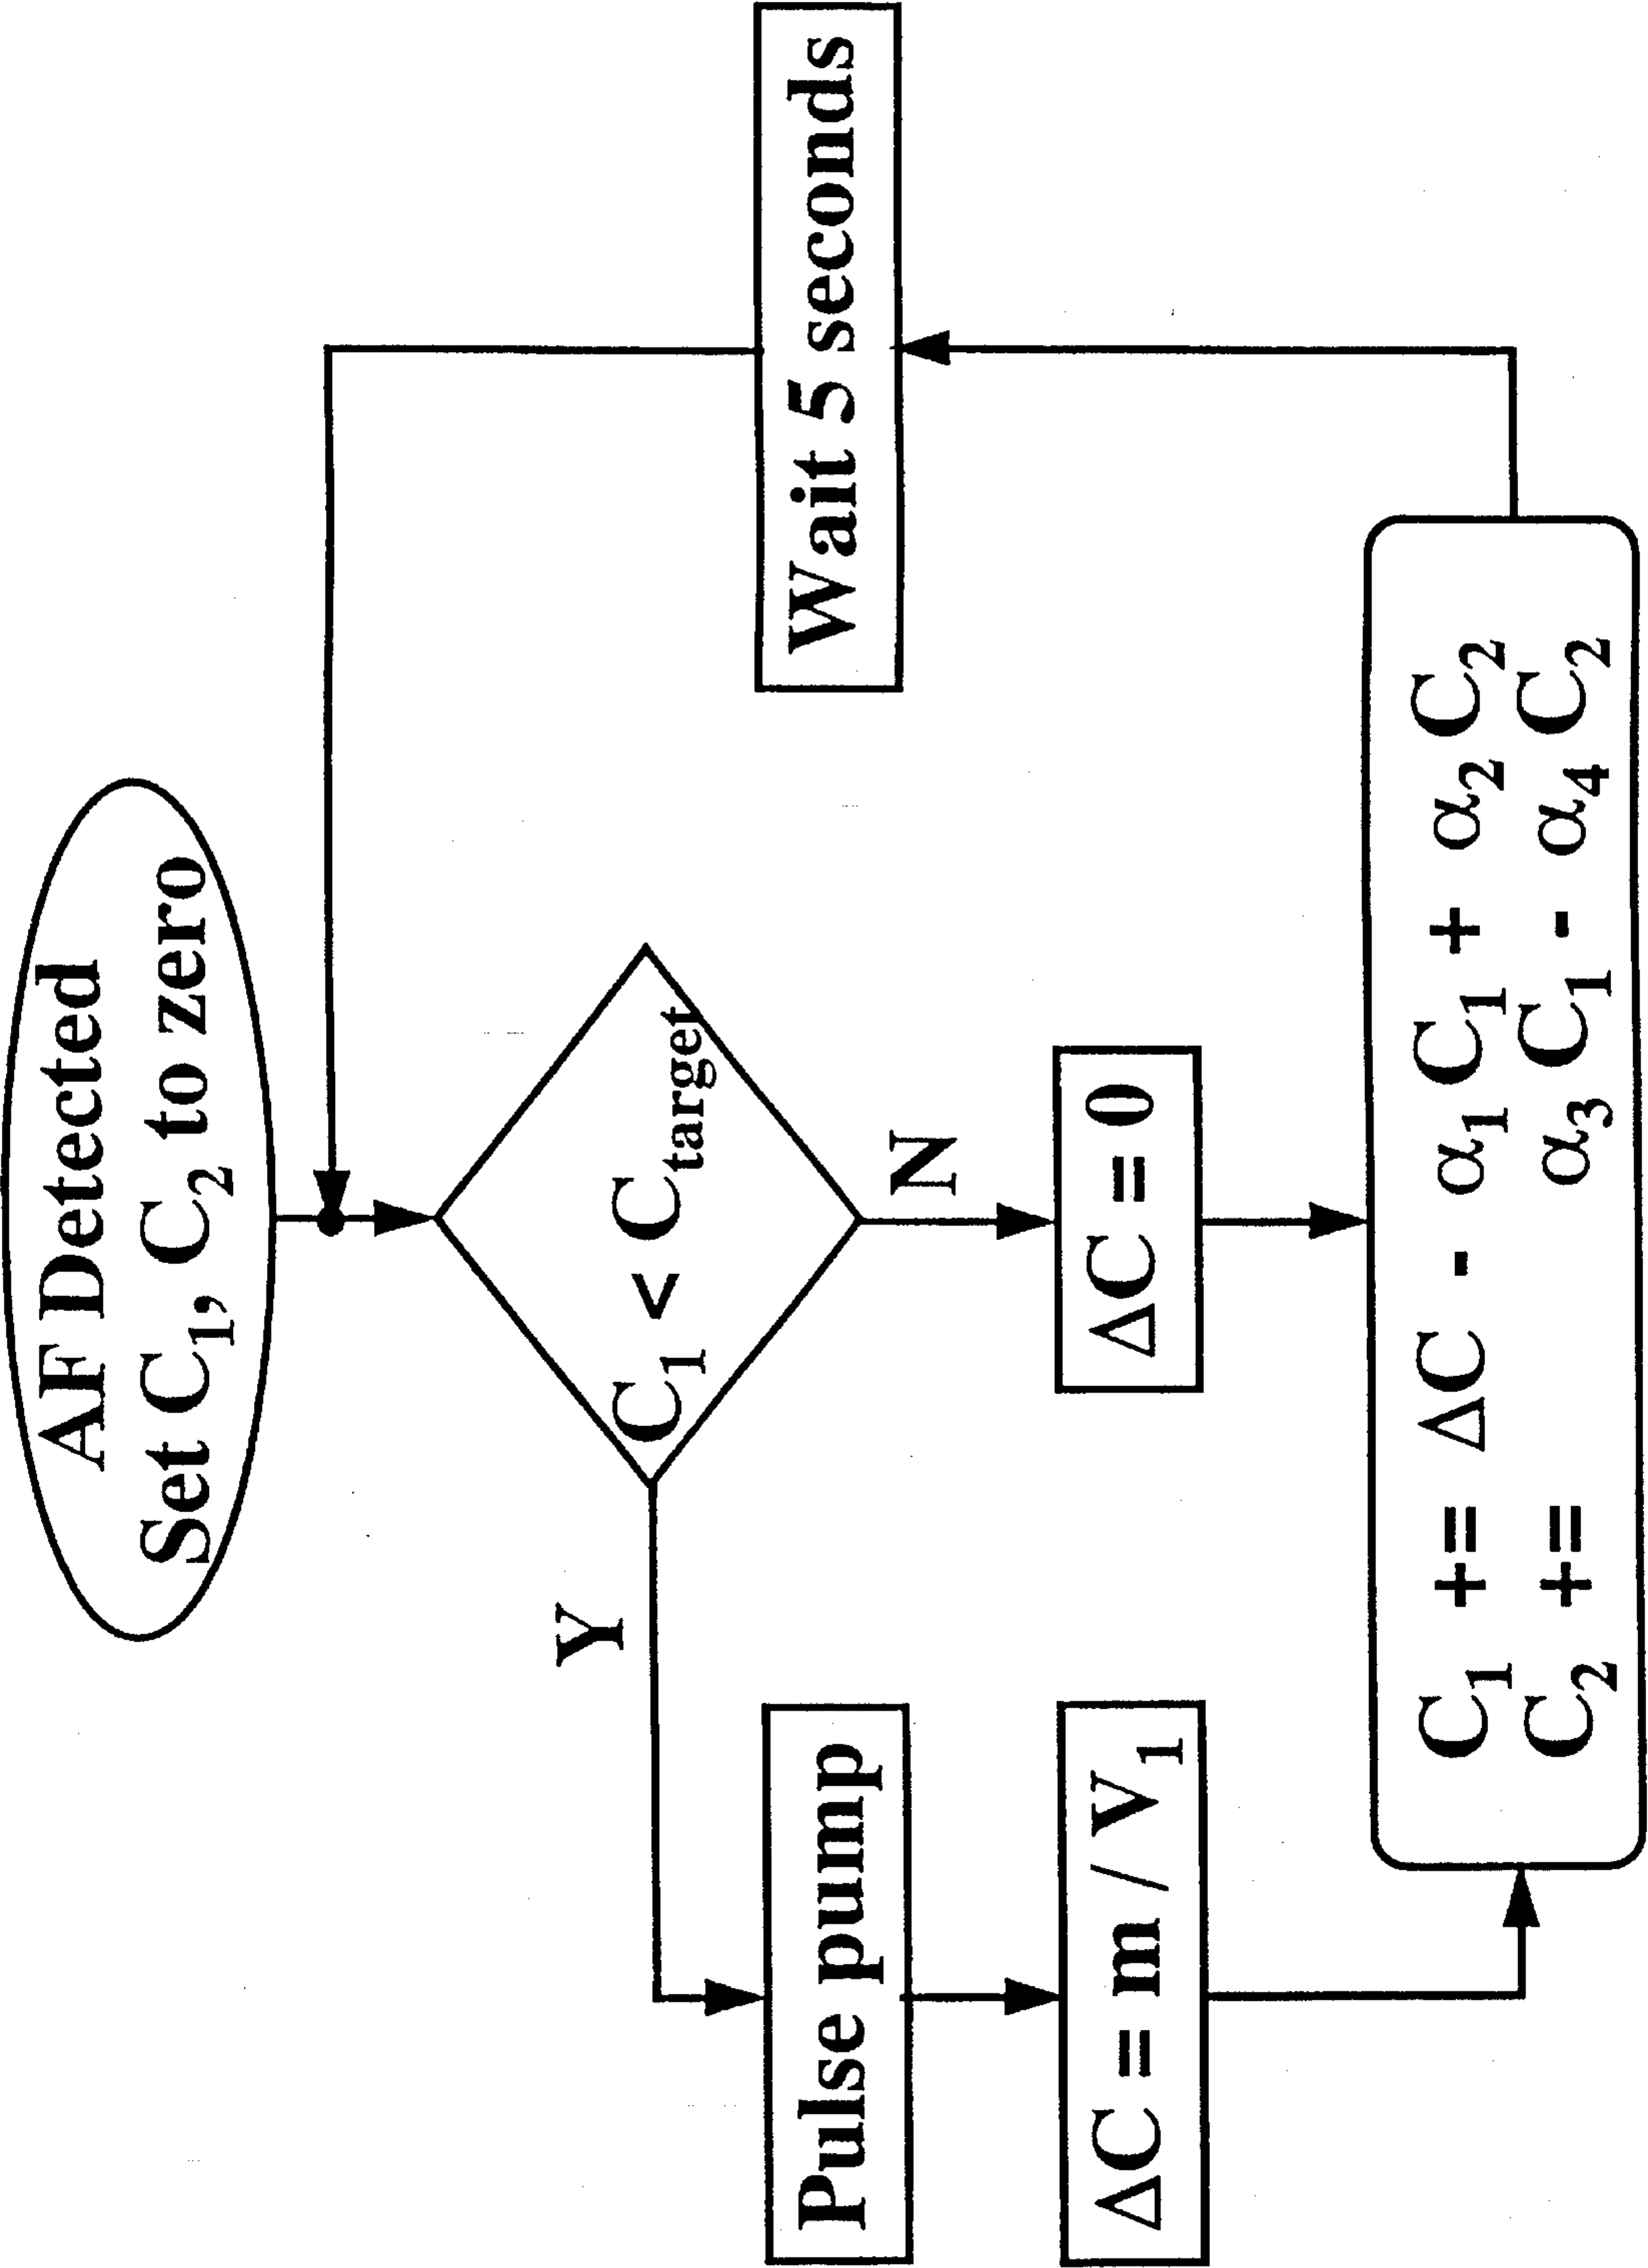 AF Detected
Set C₁, C₂ to zero
C₁ < C_target
Y
N
Pulse pump
ΔC = m / V₁
ΔC = 0
C₁ += ΔC - α₁ C₁ + α₂ C₂
C₂ += α₃ C₁ - α₄ C₂
Wait 5 seconds